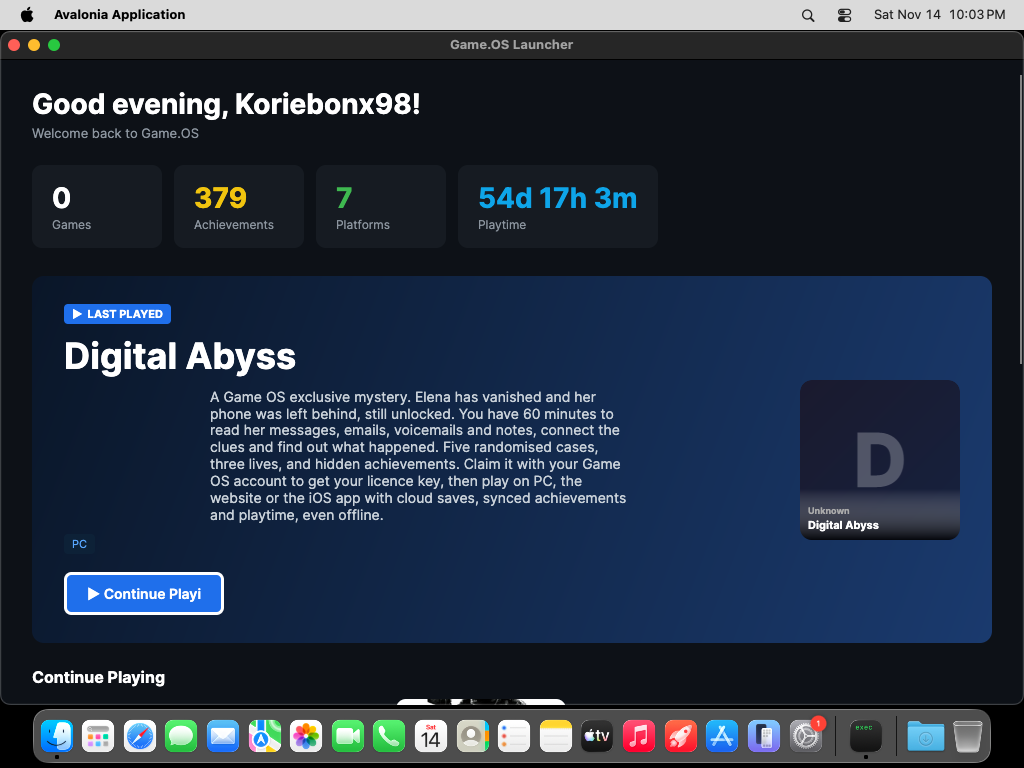 Avalonia Application
Sat Nov 14 10:03 PM
Game.OS Launcher
Good evening, Koriebonx98!
Welcome back to Game.OS
0
Games
379
Achievements
7
Platforms
54d 17h 3m
Playtime
▶ LAST PLAYED
Digital Abyss
A Game OS exclusive mystery. Elena has vanished and her
phone was left behind, still unlocked. You have 60 minutes to
read her messages, emails, voicemails and notes, connect the
clues and find out what happened. Five randomised cases,
three lives, and hidden achievements. Claim it with your Game
OS account to get your licence key, then play on PC, the
website or the iOS app with cloud saves, synced achievements
and playtime, even offline.
D
Unknown
Digital Abyss
PC
▶ Continue Playi
Continue Playing
Sat
14
tv
1
exec